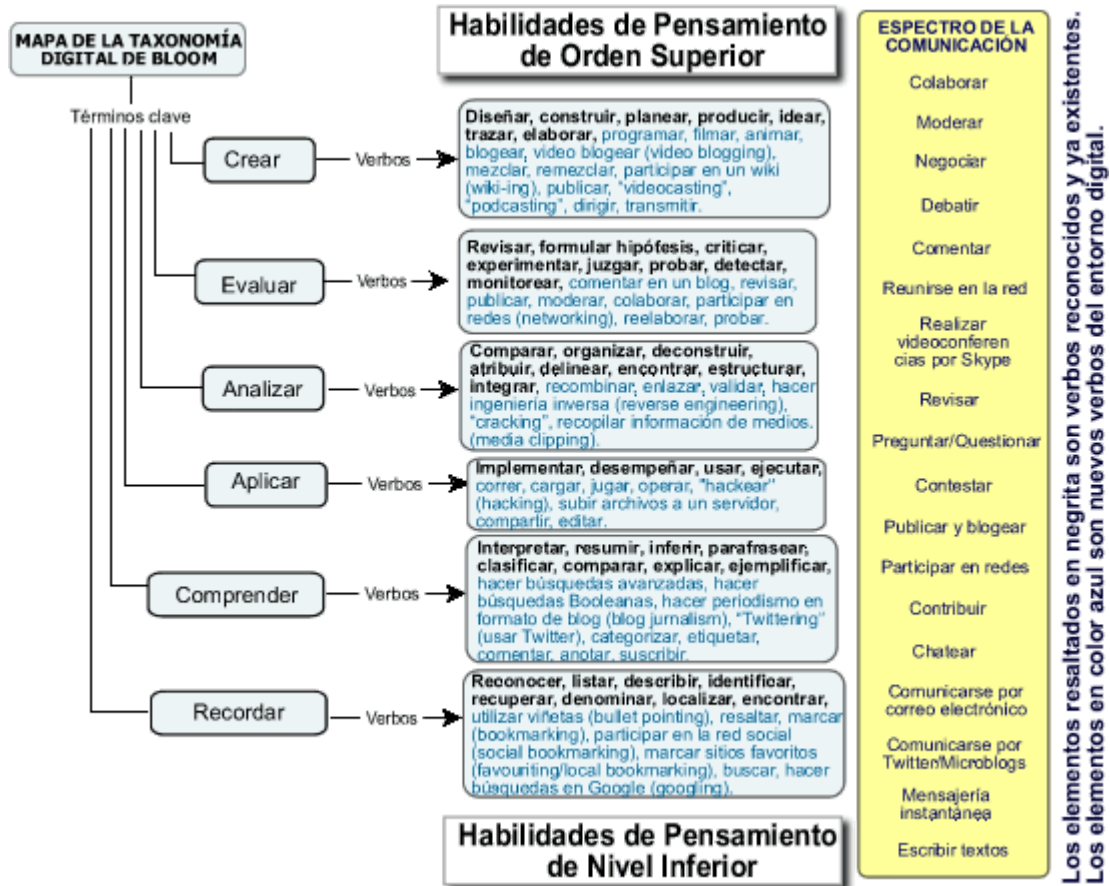 MAPA DE LA TAXONOMÍA
DIGITAL DE BLOOM
Términos clave
Habilidades de Pensamiento
de Orden Superior
Crear
Verbos
Diseñar, construir, planear, producir, idear,
trazar, elaborar, programar, filmar, animar,
blogear, video blogear (video blogging),
mezclar, remezclar, participar en un wiki
(wiki-ing), publicar, "videocasting",
"podcasting", dirigir, transmitir.
Evaluar
Verbos
Revisar, formular hipótesis, criticar,
experimentar, juzgar, probar, detectar,
monitorear, comentar en un blog, revisar,
publicar, moderar, colaborar, participar en
redes (networking), reelaborar, probar.
Analizar
Verbos
Comparar, organizar, deconstruir,
atribuir, delinear, encontrar, estructurar,
integrar, recombinar, enlazar, validar, hacer
ingeniería inversa (reverse engineering),
"cracking", recopilar información de medios.
(media clipping).
Aplicar
Verbos
Implementar, desempeñar, usar, ejecutar,
correr, cargar, jugar, operar, "hackear"
(hacking), subir archivos a un servidor,
compartir, editar.
Comprender
Verbos
Interpretar, resumir, inferir, parafrasear,
clasificar, comparar, explicar, ejemplificar,
hacer búsquedas avanzadas, hacer
búsquedas Booleanas, hacer periodismo en
formato de blog (blog jurnalism), "Twittering"
(usar Twitter), categorizar, etiquetar,
comentar, anotar, suscribir.
Recordar
Verbos
Reconocer, listar, describir, identificar,
recuperar, denominar, localizar, encontrar,
utilizar viñetas (bullet pointing), resaltar, marcar
(bookmarking), participar en la red social
(social bookmarking), marcar sitios favoritos
(favouriting/local bookmarking), buscar, hacer
búsquedas en Google (googling).
Habilidades de Pensamiento
de Nivel Inferior
ESPECTRO DE LA
COMUNICACIÓN
Colaborar
Moderar
Negociar
Debatir
Comentar
Reunirse en la red
Realizar
videoconferen
cias por Skype
Revisar
Preguntar/Questionar
Contestar
Publicar y blogear
Participar en redes
Contribuir
Chatear
Comunicarse por
correo electrónico
Comunicarse por
Twitter/Microblogs
Mensajería
instantánea
Escribir textos
Los elementos resaltados en negrita son verbos reconocidos y ya existentes.
Los elementos en color azul son nuevos verbos del entorno digital.